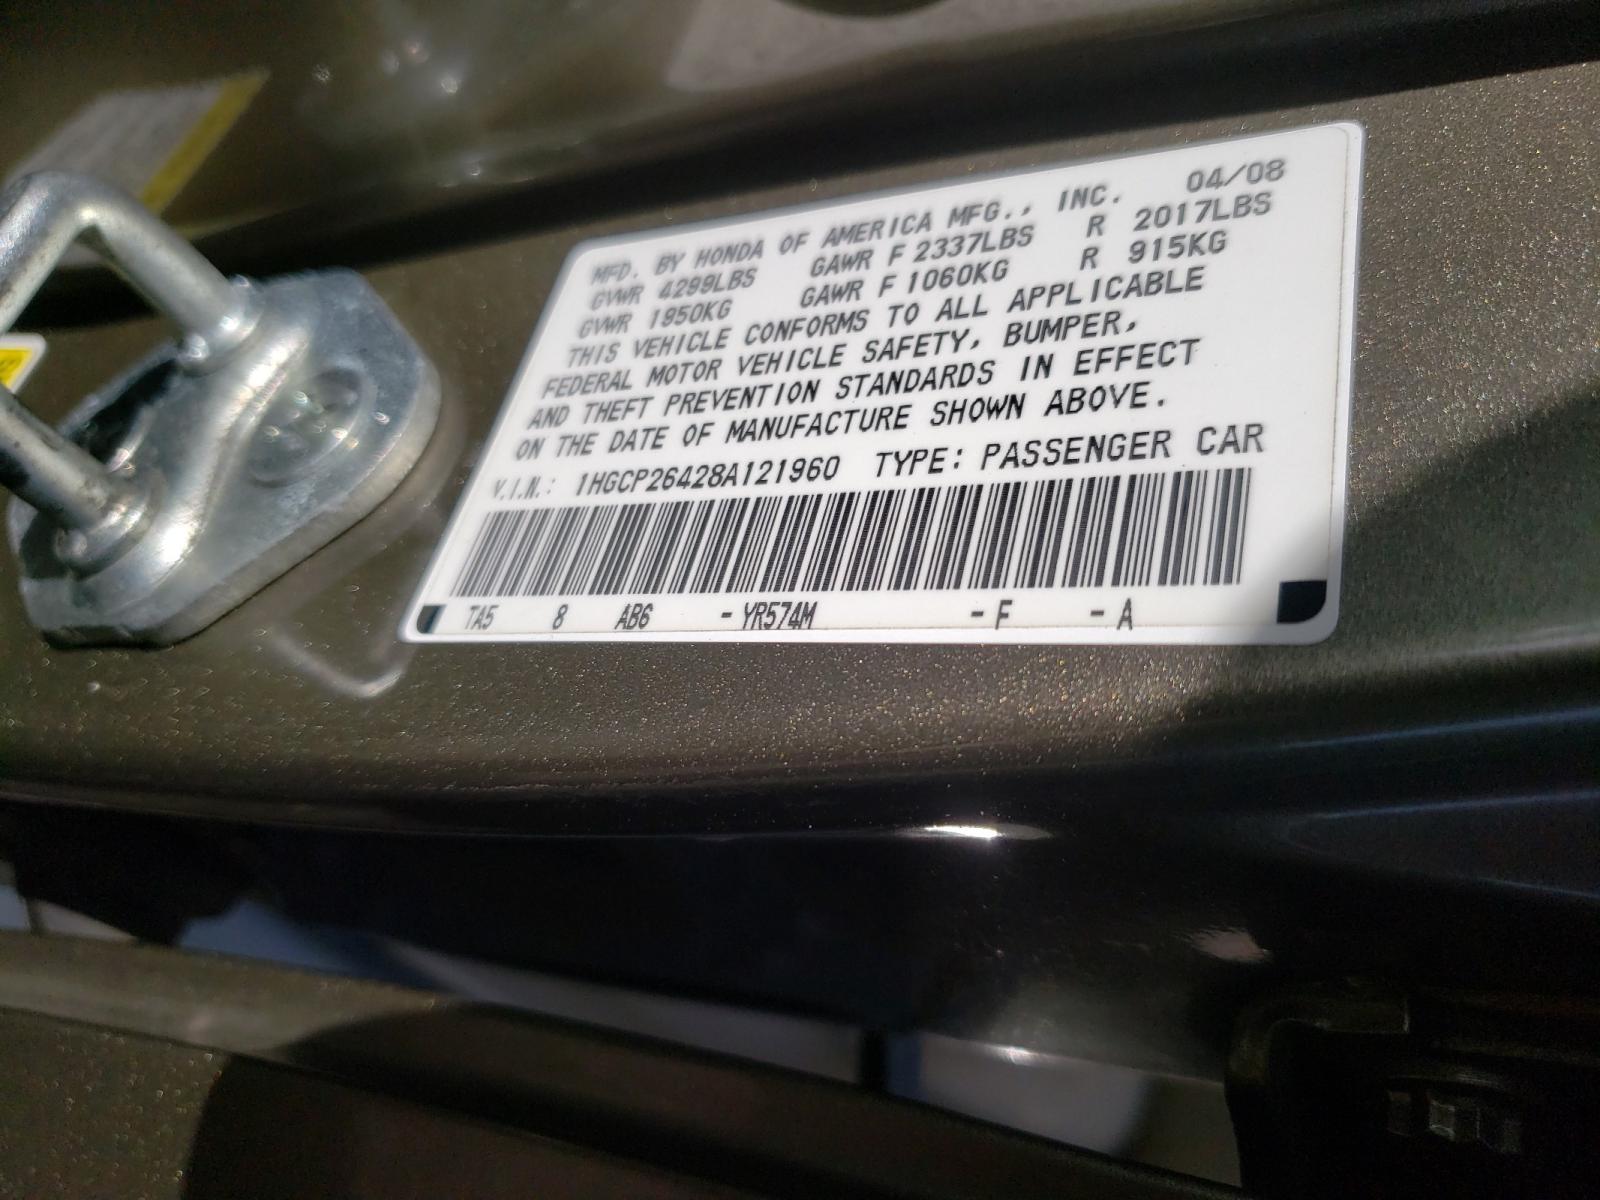 MFD. BY HONDA OF AMERICA MFG., INC. 04/08
GVWR 4299LBS GAWR F 2337LBS R 2017LBS
GVWR 1950KG GAWR F 1060KG R 915KG
THIS VEHICLE CONFORMS TO ALL APPLICABLE
FEDERAL MOTOR VEHICLE SAFETY, BUMPER,
AND THEFT PREVENTION STANDARDS IN EFFECT
ON THE DATE OF MANUFACTURE SHOWN ABOVE.
V.I.N.: 1HGCP26428A121960 TYPE: PASSENGER CAR
TA5 8 AB6 -YR574M -F -A